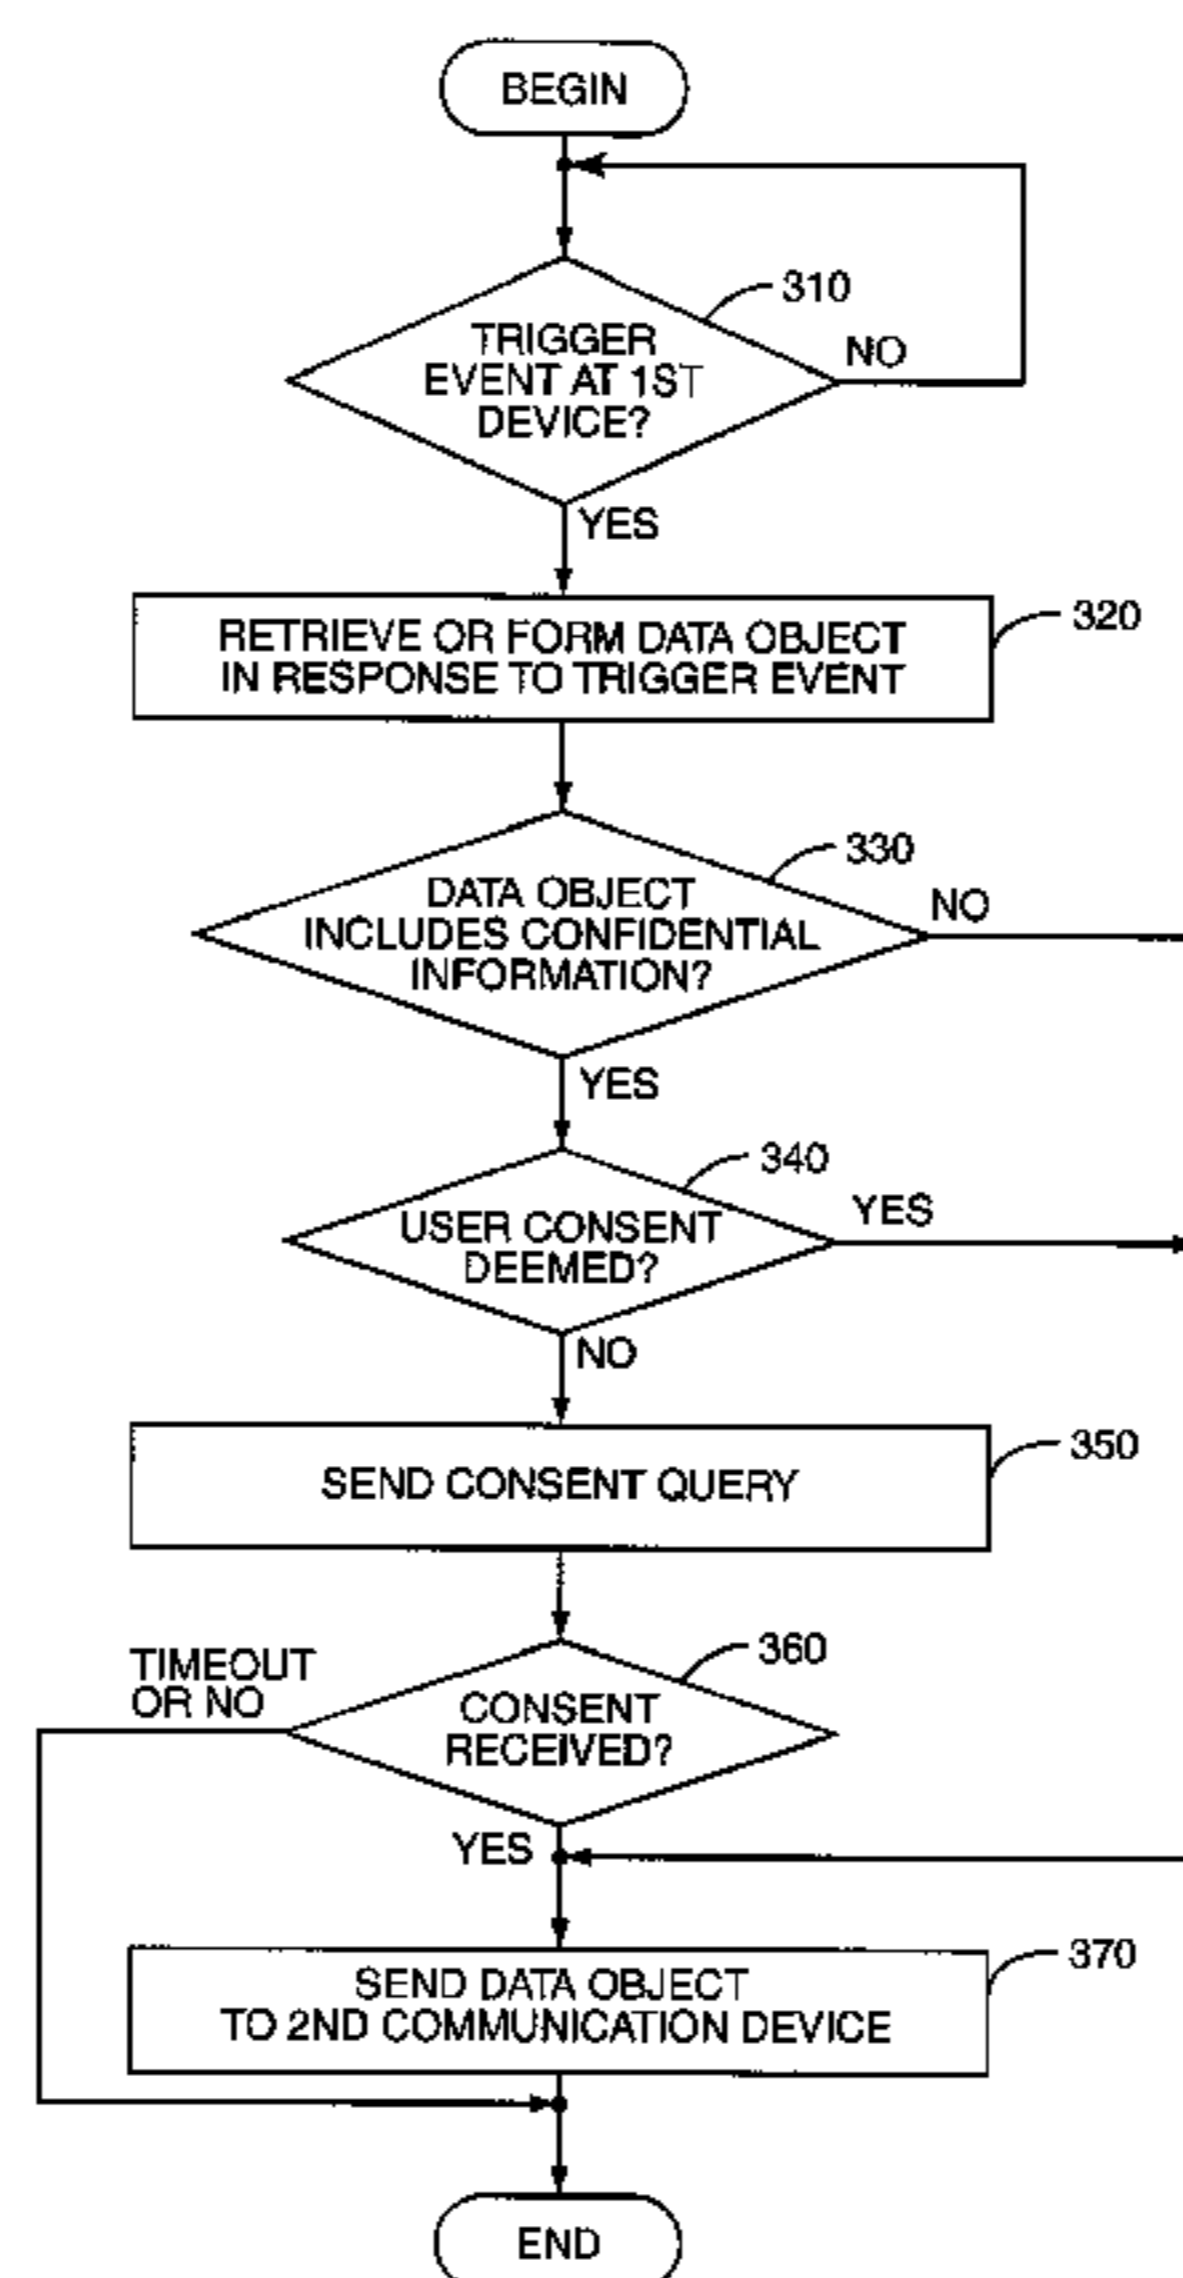 BEGIN
310
TRIGGER
EVENT AT 1ST
DEVICE?
NO
YES
320
RETRIEVE OR FORM DATA OBJECT
IN RESPONSE TO TRIGGER EVENT
330
DATA OBJECT
INCLUDES CONFIDENTIAL
INFORMATION?
NO
YES
340
USER CONSENT
DEEMED?
YES
NO
350
SEND CONSENT QUERY
360
TIMEOUT
OR NO
CONSENT
RECEIVED?
YES
370
SEND DATA OBJECT
TO 2ND COMMUNICATION DEVICE
END